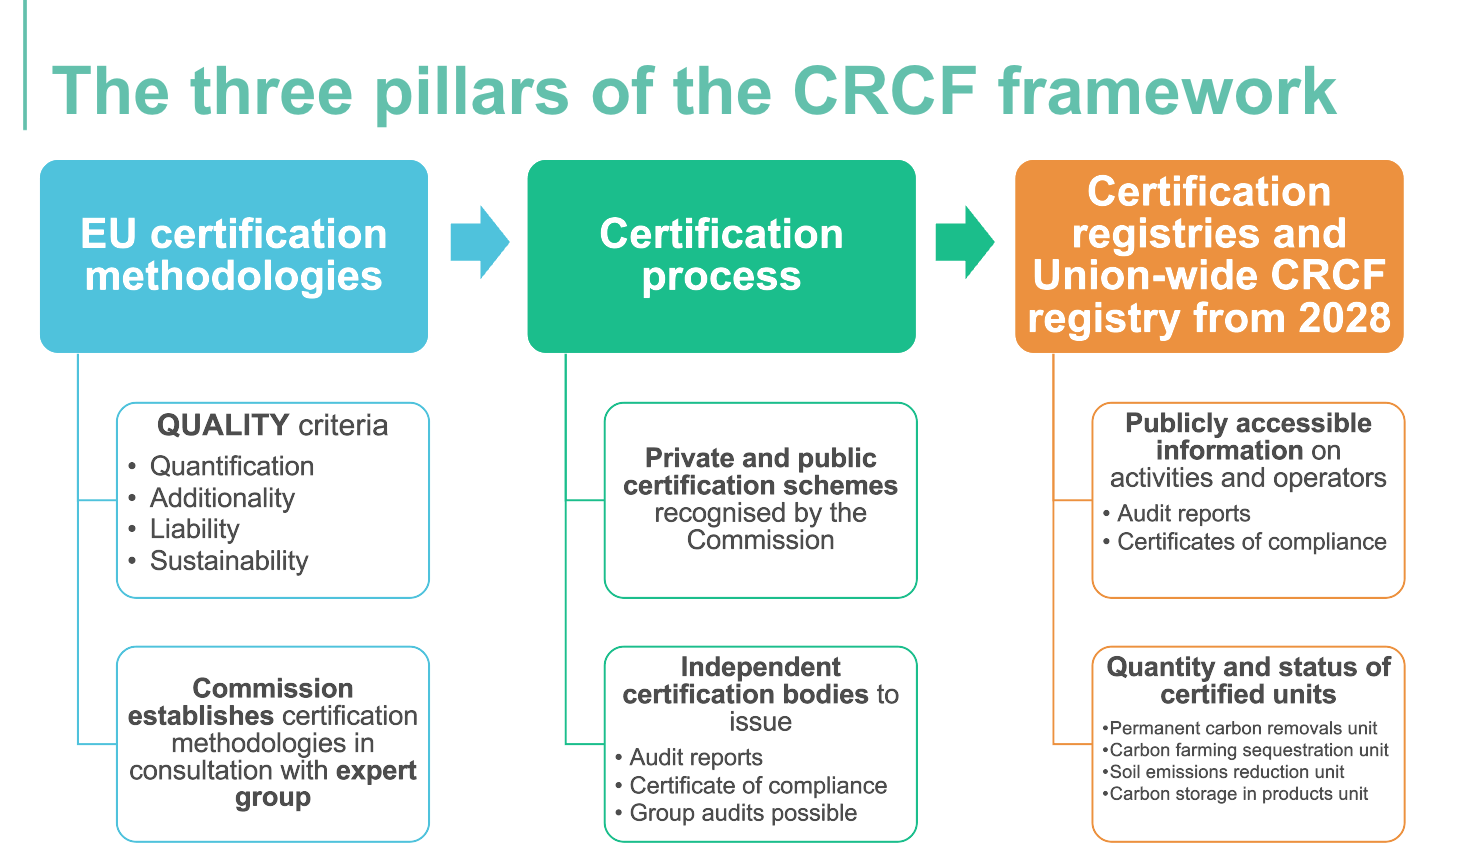 The three pillars of the CRCF framework
EU certification
methodologies
QUALITY criteria
• Quantification
• Additionality
• Liability
• Sustainability
Commission
establishes certification
methodologies in
consultation with expert
group
Certification
process
Private and public
certification schemes
recognised by the
Commission
Independent
certification bodies to
issue
• Audit reports
• Certificate of compliance
• Group audits possible
Certification
registries and
Union-wide CRCF
registry from 2028
Publicly accessible
information on
activities and operators
• Audit reports
• Certificates of compliance
Quantity and status of
certified units
•Permanent carbon removals unit
•Carbon farming sequestration unit
•Soil emissions reduction unit
•Carbon storage in products unit